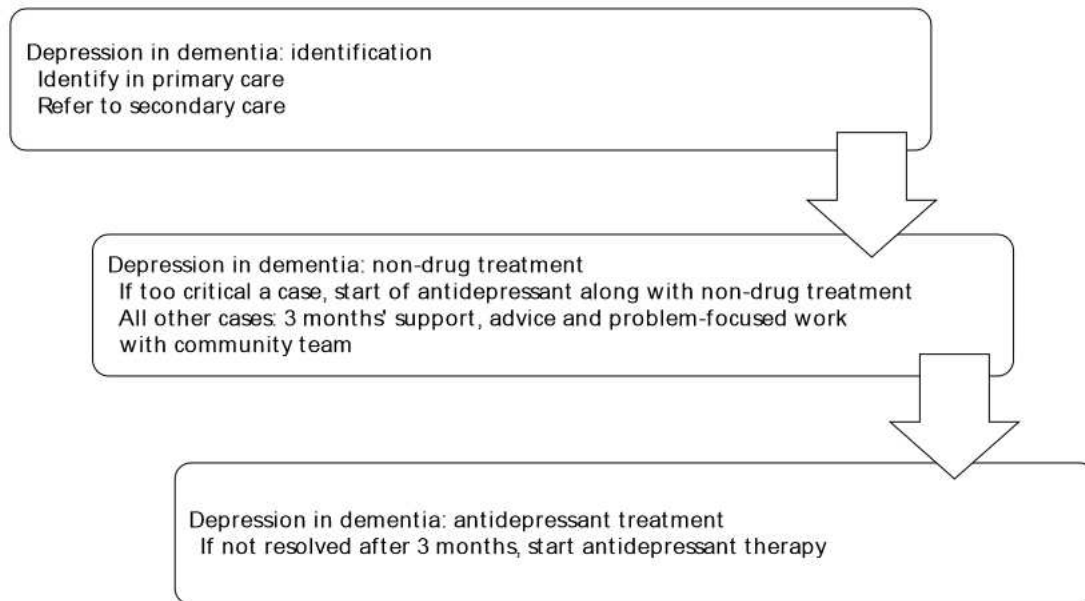 Depression in dementia: identification
Identify in primary care
Refer to secondary care
Depression in dementia: non-drug treatment
If too critical a case, start of antidepressant along with non-drug treatment
All other cases: 3 months' support, advice and problem-focused work
with community team
Depression in dementia: antidepressant treatment
If not resolved after 3 months, start antidepressant therapy